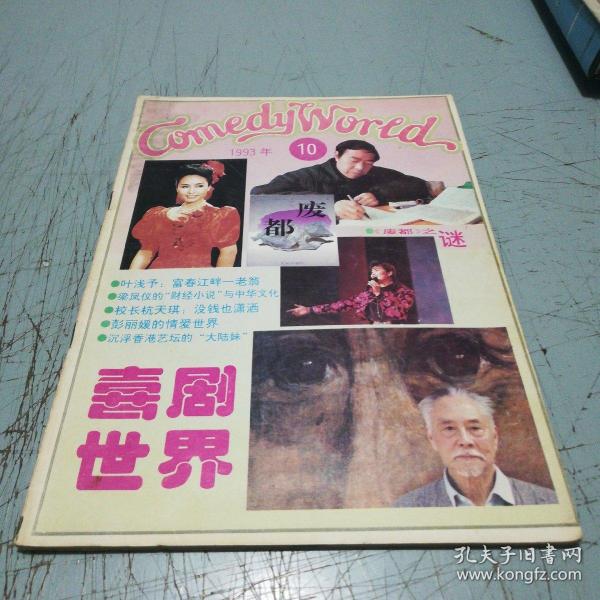 Comedy World
1993年
10
废
都
●《废都》之谜
●叶浅予：富春江畔一老翁
●梁凤仪的“财经小说”与中华文化
●校长杭天琪：没钱也潇洒
●彭丽媛的情爱世界
●沉浮香港艺坛的“大陆妹”
喜剧
世界
孔夫子旧书网
www.kongfz.com